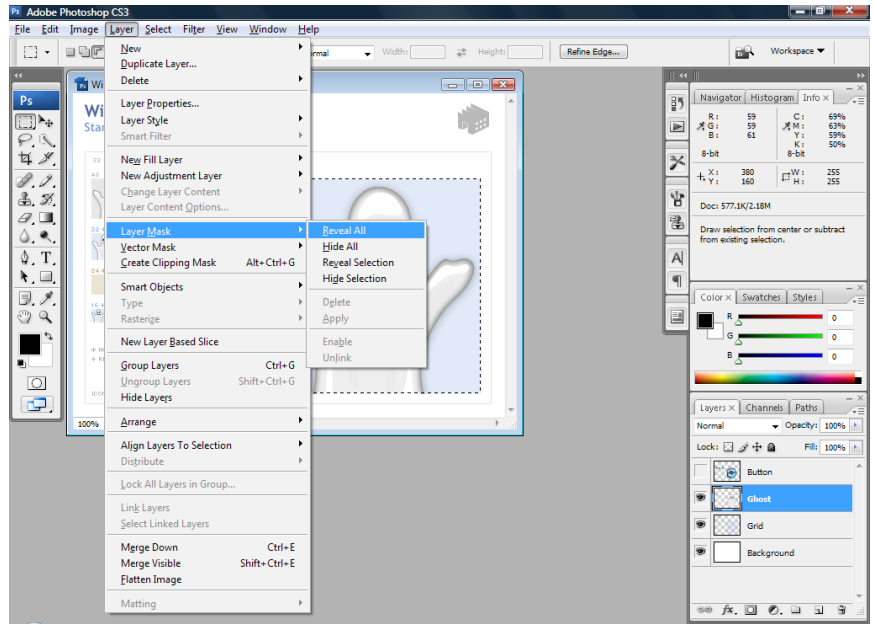 Adobe Photoshop CS3
File Edit Image Layer Select Filter View Window Help
Width: Height: Refine Edge... Workspace
New
Duplicate Layer...
Delete
Layer Properties...
Layer Style
Smart Filter
New Fill Layer
New Adjustment Layer
Change Layer Content
Layer Content Options...
Layer Mask
Vector Mask
Create Clipping Mask Alt+Ctrl+G
Smart Objects
Type
Rasterize
New Layer Based Slice
Group Layers Ctrl+G
Ungroup Layers Shift+Ctrl+G
Hide Layers
Arrange
Align Layers To Selection
Distribute
Lock All Layers in Group...
Link Layers
Select Linked Layers
Merge Down Ctrl+E
Merge Visible Shift+Ctrl+E
Flatten Image
Matting
Reveal All
Hide All
Reveal Selection
Hide Selection
Delete
Apply
Enable
Unlink
Ps
Wi
Wi
Star
100%
Navigator Histogram Info
R: 59 C: 69%
G: 59 M: 63%
B: 61 Y: 59%
K: 50%
8-bit 8-bit
X: 380 W: 255
Y: 160 H: 255
Doc: 577.1K/2.18M
Draw selection from center or subtract
from existing selection.
Color Swatches Styles
R 0
G 0
B 0
Layers Channels Paths
Normal Opacity: 100%
Lock: Fill: 100%
Button
Ghost
Grid
Background